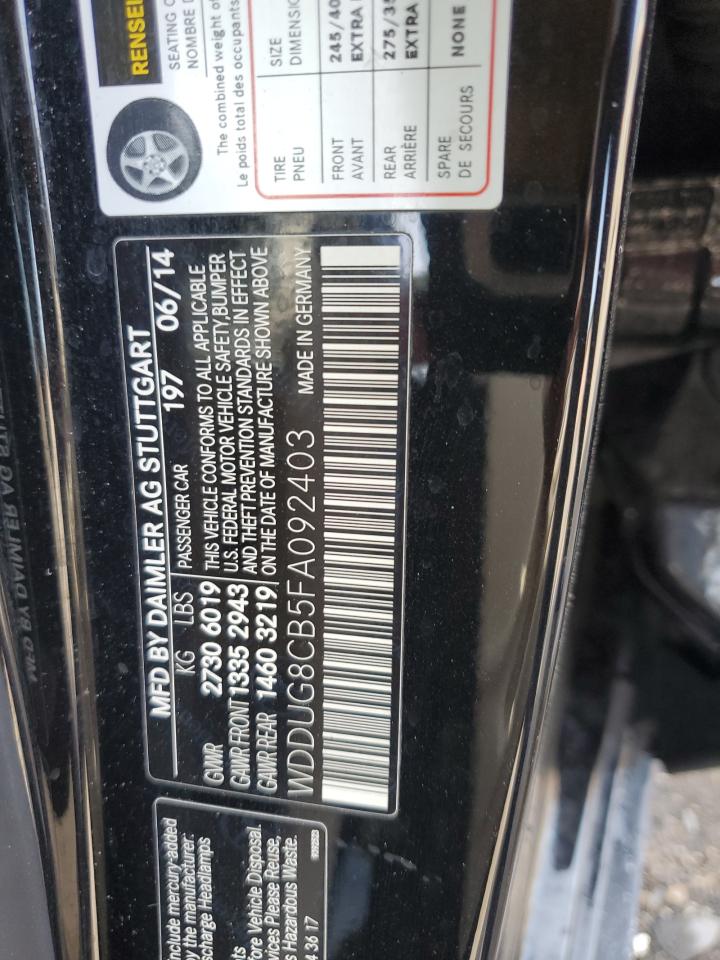 MFD BY DAIMLER AG STUTTGART
KG LBS PASSENGER CAR 197 06/14
GVWR 2730 6019 THIS VEHICLE CONFORMS TO ALL APPLICABLE
U.S. FEDERAL MOTOR VEHICLE SAFETY,BUMPER
GAWR FRONT 1335 2943 AND THEFT PREVENTION STANDARDS IN EFFECT
GAWR REAR 1460 3219 ON THE DATE OF MANUFACTURE SHOWN ABOVE
WDDUG8CB5FA092403 MADE IN GERMANY
RENSEI
SEATING
NOMBRE
The combined weight of
Le poids total des occupants
TIRE SIZE
PNEU DIMENSI
FRONT 245/40
AVANT EXTRA
REAR 275/35
ARRIÈRE EXTRA
SPARE NONE
DE SECOURS
include mercury-added
by the manufacturer.
scharge Headlamps
Vehicle Disposal.
Please Reuse,
Hazardous Waste.
4 36 17